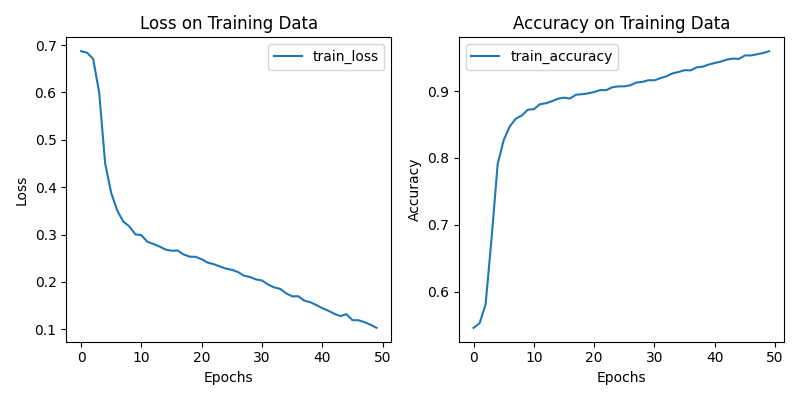 Loss on Training Data
train_loss
0.7
0.6
0.5
0.4
0.3
0.2
0.1
Loss
0 10 20 30 40 50
Epochs
Accuracy on Training Data
train_accuracy
0.9
0.8
0.7
0.6
Accuracy
0 10 20 30 40 50
Epochs